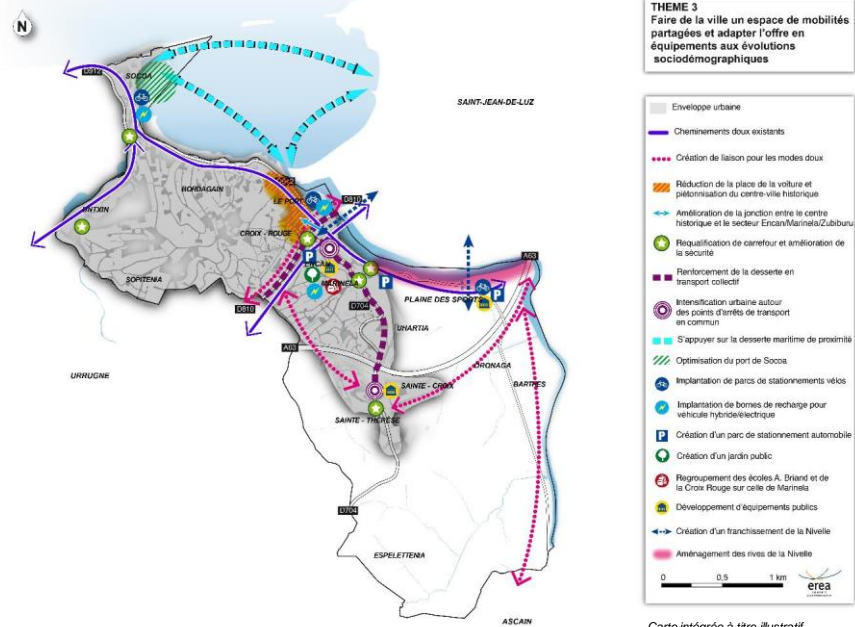 THEME 3
Faire de la ville un espace de mobilités
partagées et adapter l'offre en
équipements aux évolutions
sociodémographiques
N
SOCOA
D912
SAINT-JEAN-DE-LUZ
BORDAGAIN
LE PORT
D810
UNTXIN
CROIX - ROUGE
A63
SOPITENIA
MARINELA
PLAINE DES SPORTS
D704
D810
UHARTIA
A63
URRUGNE
SAINTE - CROIX
BARTHES
SAINTE - THÉRÈSE
D704
ESPELETTENIA
ASCAIN
Enveloppe urbaine
Cheminements doux existants
Création de liaison pour les modes doux
Réduction de la place de la voiture et
piétonnisation du centre-ville historique
Amélioration de la jonction entre le centre
historique et le secteur Encan/Marinela/Zubiburu
Requalification de carrefour et amélioration de
la sécurité
Renforcement de la desserte en
transport collectif
Intensification urbaine autour
des points d'arrêts de transport
en commun
S'appuyer sur la desserte maritime de proximité
Optimisation du port de Socoa
Implantation de parcs de stationnements vélos
Implantation de bornes de recharge pour
véhicule hybride/électrique
P Création d'un parc de stationnement automobile
Création d'un jardin public
Regroupement des écoles A. Briand et de
la Croix Rouge sur celle de Marinela
Développement d'équipements publics
Création d'un franchissement de la Nivelle
Aménagement des rives de la Nivelle
0 0,5 1 km
erea
Carte intégrée à titre illustratif